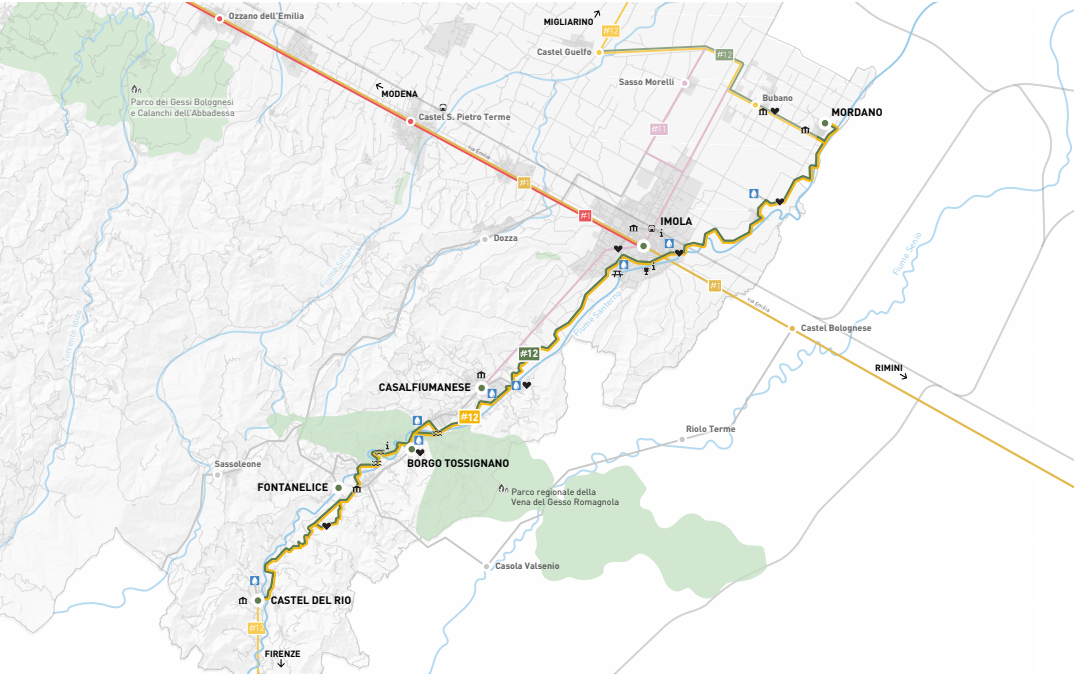 Ozzano dell'Emilia
MIGLIARINO
#12
Castel Guelfo
#12
Sasso Morelli
MODENA
Parco dei Gessi Bolognesi
e Calanchi dell'Abbadessa
Bubano
MORDANO
Castel S. Pietro Terme
#11
via Emilia
#1
#1
IMOLA
Dozza
Fiume Senio
#1
via Emilia
Fiume Santerno
Castel Bolognese
#12
RIMINI
CASALFIUMANESE
#12
Riolo Terme
BORGO TOSSIGNANO
Sassoleone
FONTANELICE
Parco regionale della
Vena del Gesso Romagnola
Casola Valsenio
CASTEL DEL RIO
#12
FIRENZE